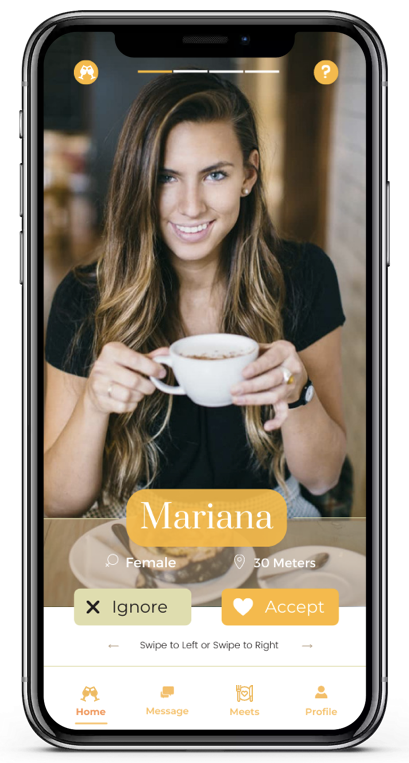 ?
Mariana
Female
30 Meters
Ignore
Accept
Swipe to Left or Swipe to Right
Home
Message
Meets
Profile